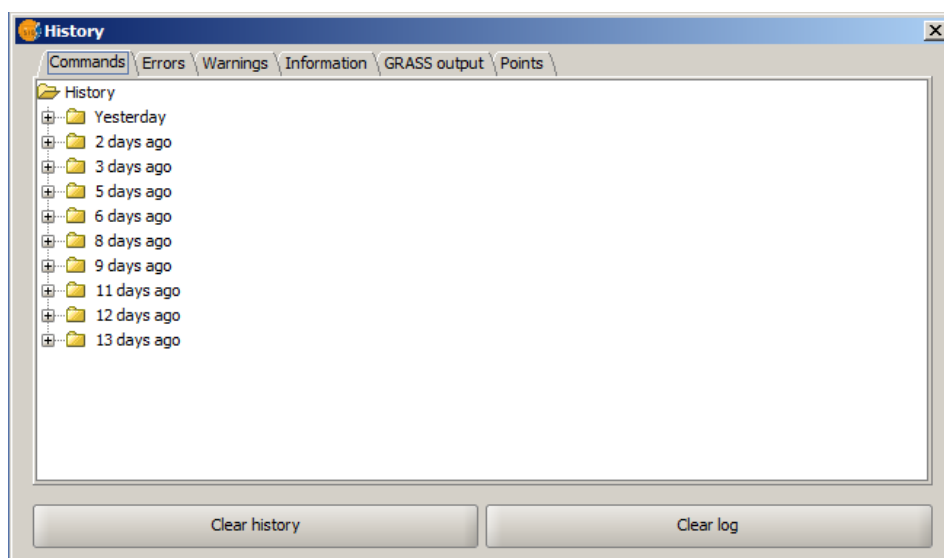 History
Commands Errors Warnings Information GRASS output Points
History
Yesterday
2 days ago
3 days ago
5 days ago
6 days ago
8 days ago
9 days ago
11 days ago
12 days ago
13 days ago
Clear history Clear log